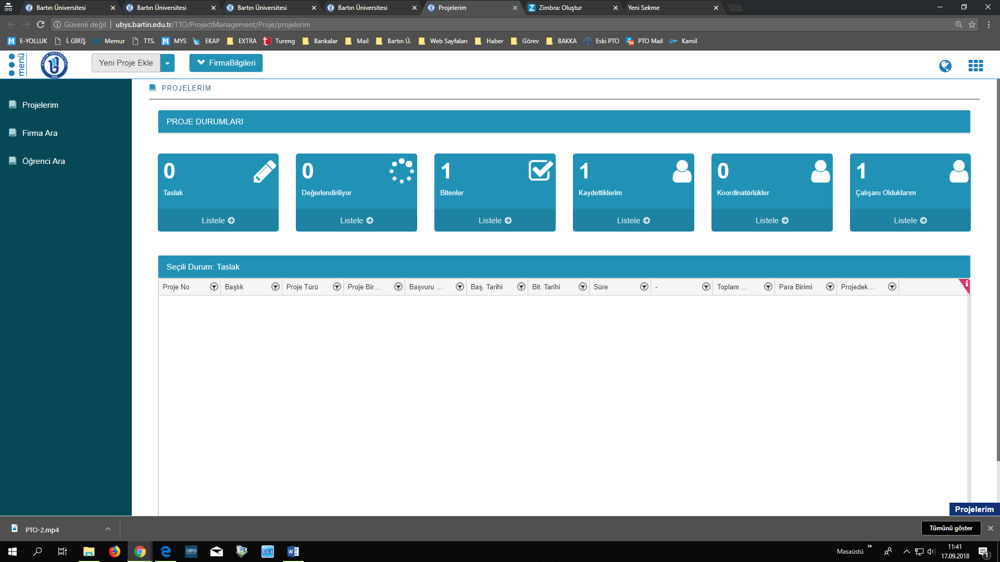 Bartın Üniversitesi
Bartın Üniversitesi
Bartın Üniversitesi
Bartın Üniversitesi
Projelerim
Zimbra: Oluştur
Yeni Sekme
Güvenli değil
ubys.bartin.edu.tr/TTO/ProjectManagement/Proje/projelerim
E-YOLLUK
İ. GİRİŞ
Memur
TTS.
MYS
EKAP
EXTRA
Tureng
Bankalar
Mail
Bartın Ü.
Web Sayfaları
Haber
Görev
BAKKA
Eski PTO
PTO Mail
Kamil
menü
Yeni Proje Ekle
FirmaBilgileri
Projelerim
Firma Ara
Öğrenci Ara
PROJELERİM
PROJE DURUMLARI
0
Taslak
Listele
0
Değerlendiriliyor
Listele
1
Bitenler
Listele
1
Kaydettiklerim
Listele
0
Koordinatörlükler
Listele
1
Çalışanı Olduklarım
Listele
Seçili Durum: Taslak
Proje No
Başlık
Proje Türü
Proje Bir...
Başvuru ...
Baş. Tarihi
Bit. Tarihi
Süre
-
Toplam ...
Para Birimi
Projedek...
Projelerim
PTO-2.mp4
Tümünü göster
ÜBYS
Masaüstü
11:41
17.09.2018
1